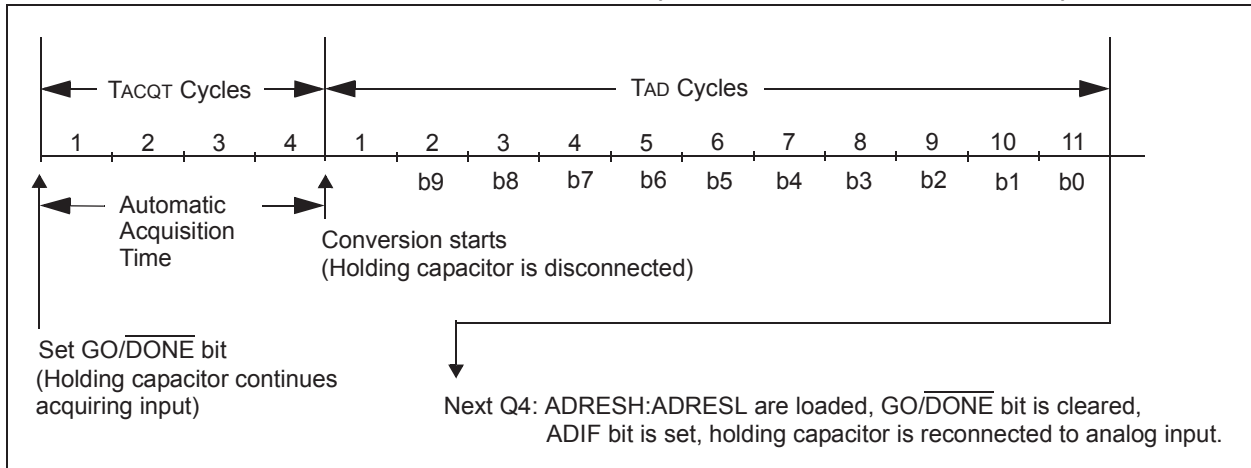 TACQT Cycles TAD Cycles
1 2 3 4 1 2 3 4 5 6 7 8 9 10 11
b9 b8 b7 b6 b5 b4 b3 b2 b1 b0
Automatic
Acquisition
Time
Conversion starts
(Holding capacitor is disconnected)
Set GO/DONE bit
(Holding capacitor continues
acquiring input)
Next Q4: ADRESH:ADRESL are loaded, GO/DONE bit is cleared,
ADIF bit is set, holding capacitor is reconnected to analog input.